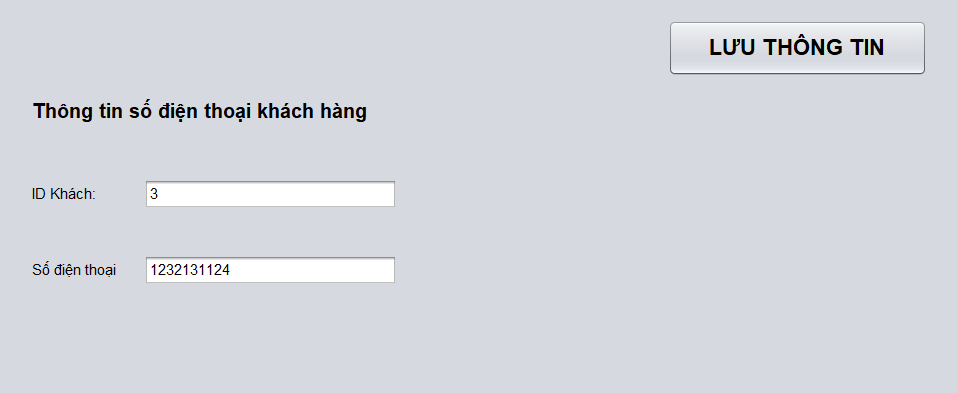 LƯU THÔNG TIN
Thông tin số điện thoại khách hàng
ID Khách: 3
Số điện thoại 1232131124